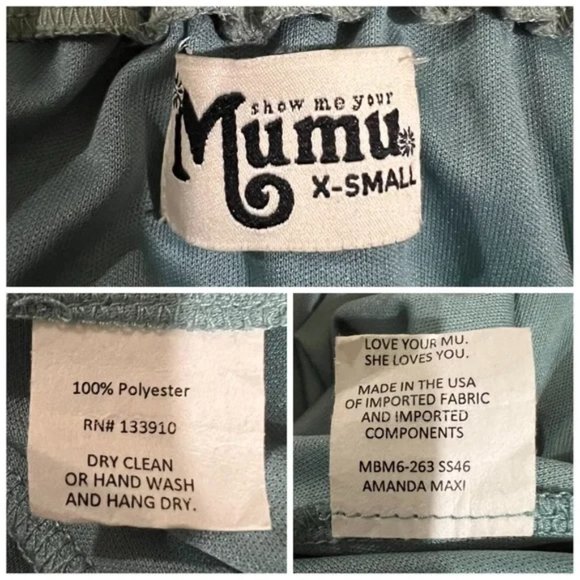 show me your
Mumu
X-SMALL
100% Polyester
RN# 133910
DRY CLEAN
OR HAND WASH
AND HANG DRY.
LOVE YOUR MU.
SHE LOVES YOU.
MADE IN THE USA
OF IMPORTED FABRIC
AND IMPORTED
COMPONENTS
MBM6-263 SS46
AMANDA MAXI